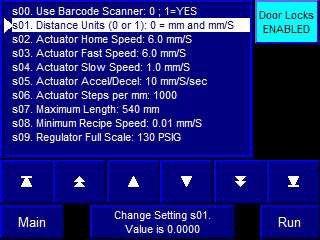 s00. Use Barcode Scanner: 0 ; 1=YES
s01. Distance Units (0 or 1): 0 = mm and mm/S
s02. Actuator Home Speed: 6.0 mm/S
s03. Actuator Fast Speed: 6.0 mm/S
s04. Actuator Slow Speed: 1.0 mm/S
s05. Actuator Accel/Decel: 10 mm/S/sec
s06. Actuator Steps per mm: 1000
s07. Maximum Length: 540 mm
s08. Minimum Recipe Speed: 0.01 mm/S
s09. Regulator Full Scale: 130 PSIG
Door Locks
ENABLED
Main
Change Setting s01.
Value is 0.0000
Run